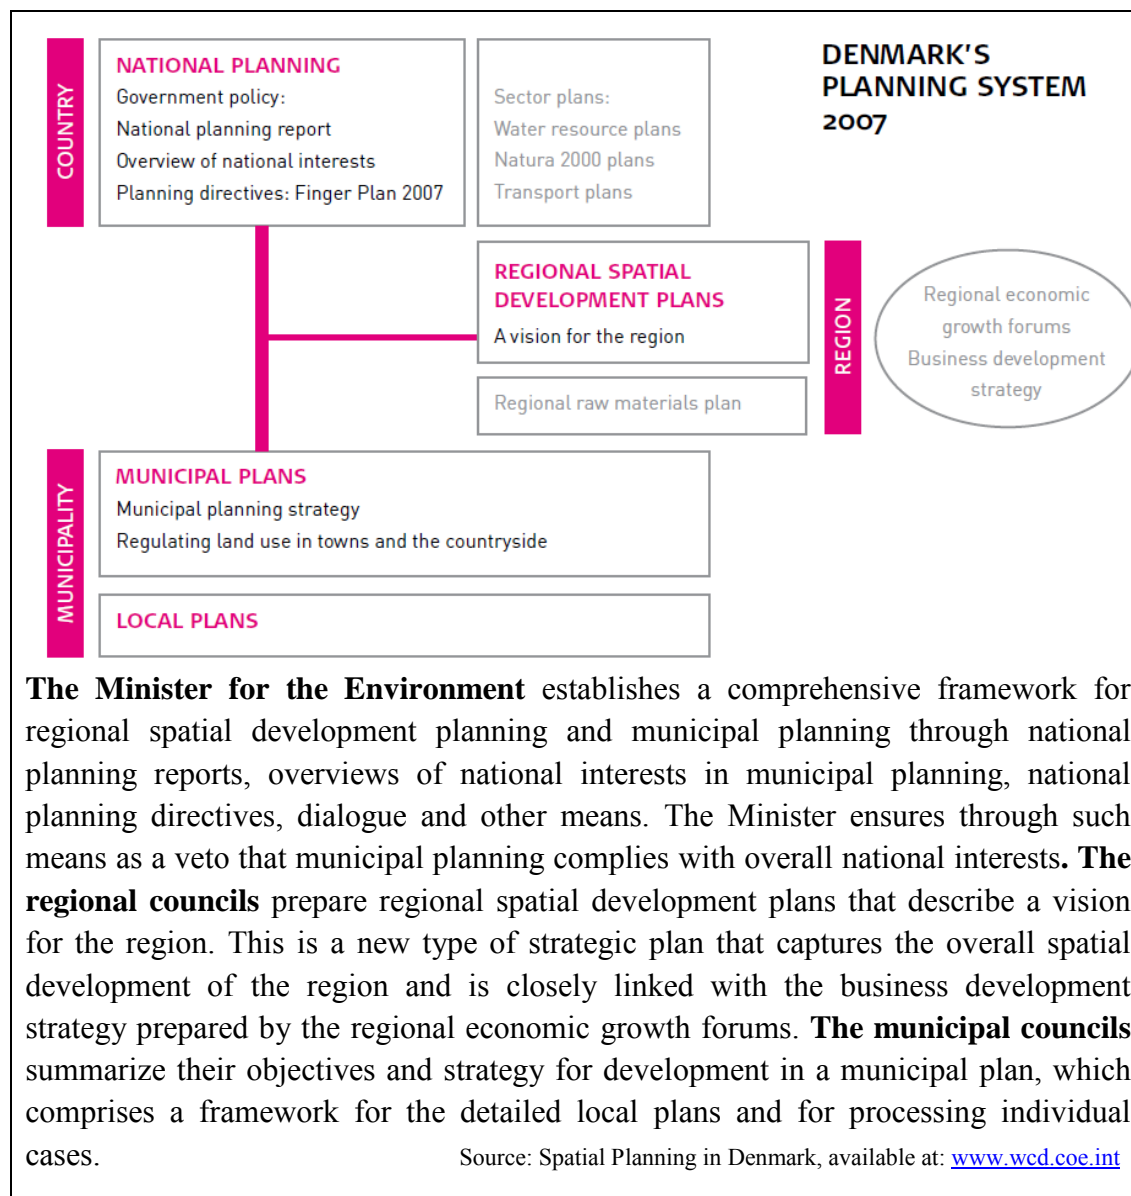 DENMARK'S
PLANNING SYSTEM
2007
COUNTRY
NATIONAL PLANNING
Government policy:
National planning report
Overview of national interests
Planning directives: Finger Plan 2007
Sector plans:
Water resource plans
Natura 2000 plans
Transport plans
REGIONAL SPATIAL
DEVELOPMENT PLANS
A vision for the region
Regional raw materials plan
REGION
Regional economic
growth forums
Business development
strategy
MUNICIPALITY
MUNICIPAL PLANS
Municipal planning strategy
Regulating land use in towns and the countryside
LOCAL PLANS
The Minister for the Environment establishes a comprehensive framework for
regional spatial development planning and municipal planning through national
planning reports, overviews of national interests in municipal planning, national
planning directives, dialogue and other means. The Minister ensures through such
means as a veto that municipal planning complies with overall national interests. The
regional councils prepare regional spatial development plans that describe a vision
for the region. This is a new type of strategic plan that captures the overall spatial
development of the region and is closely linked with the business development
strategy prepared by the regional economic growth forums. The municipal councils
summarize their objectives and strategy for development in a municipal plan, which
comprises a framework for the detailed local plans and for processing individual
cases. Source: Spatial Planning in Denmark, available at: www.wcd.coe.int